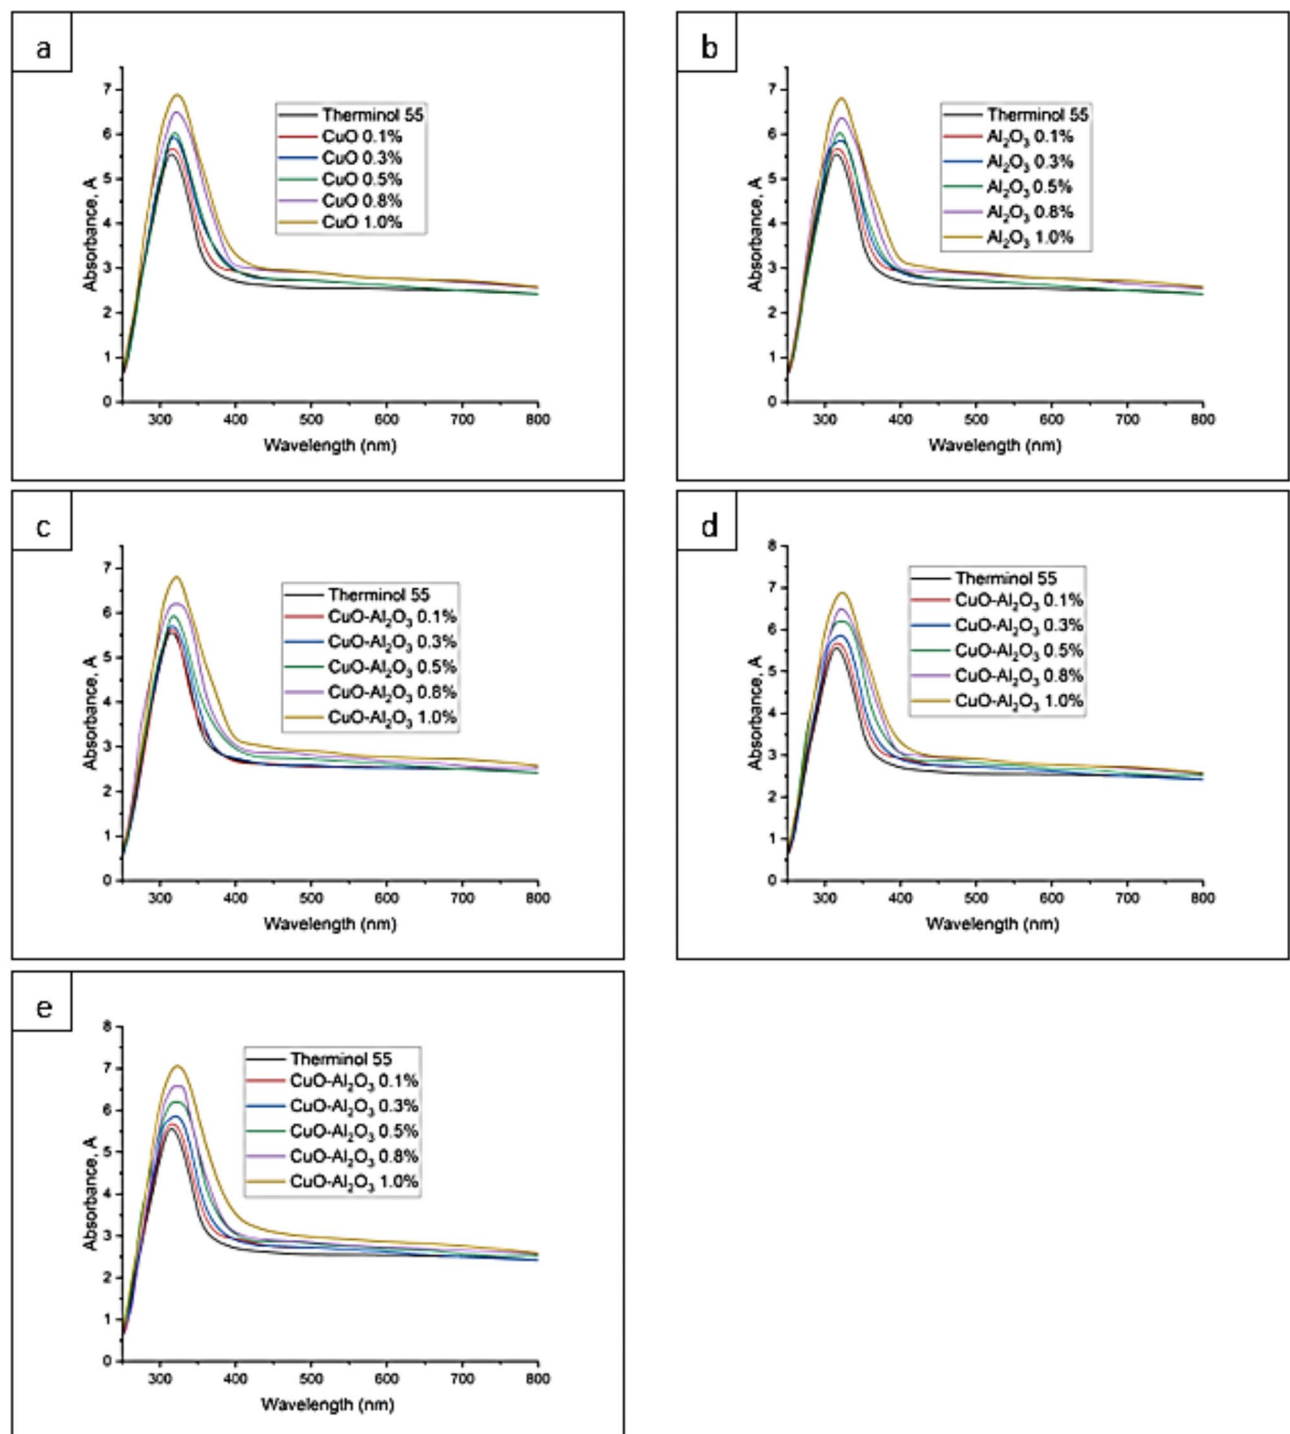 a
7
6
5
4
3
2
1
0
Absorbance, A
300 400 500 600 700 800
Wavelength (nm)
Therminol 55
CuO 0.1%
CuO 0.3%
CuO 0.5%
CuO 0.8%
CuO 1.0%
b
7
6
5
4
3
2
1
0
Absorbance, A
300 400 500 600 700 800
Wavelength (nm)
Therminol 55
Al₂O₃ 0.1%
Al₂O₃ 0.3%
Al₂O₃ 0.5%
Al₂O₃ 0.8%
Al₂O₃ 1.0%
c
7
6
5
4
3
2
1
0
Absorbance, A
300 400 500 600 700 800
Wavelength (nm)
Therminol 55
CuO-Al₂O₃ 0.1%
CuO-Al₂O₃ 0.3%
CuO-Al₂O₃ 0.5%
CuO-Al₂O₃ 0.8%
CuO-Al₂O₃ 1.0%
d
8
7
6
5
4
3
2
1
0
Absorbance, A
300 400 500 600 700 800
Wavelength (nm)
Therminol 55
CuO-Al₂O₃ 0.1%
CuO-Al₂O₃ 0.3%
CuO-Al₂O₃ 0.5%
CuO-Al₂O₃ 0.8%
CuO-Al₂O₃ 1.0%
e
8
7
6
5
4
3
2
1
0
Absorbance, A
300 400 500 600 700 800
Wavelength (nm)
Therminol 55
CuO-Al₂O₃ 0.1%
CuO-Al₂O₃ 0.3%
CuO-Al₂O₃ 0.5%
CuO-Al₂O₃ 0.8%
CuO-Al₂O₃ 1.0%